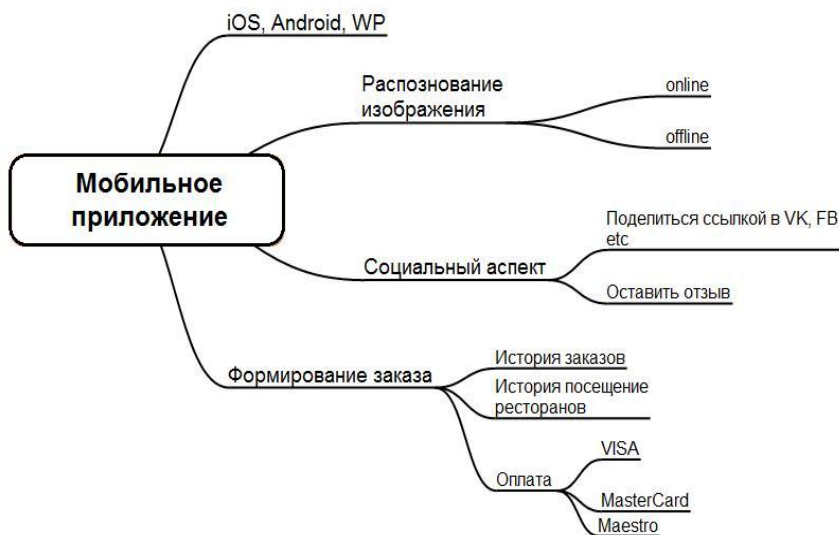 iOS, Android, WP
Распознование
изображения
online
offline
Мобильное
приложение
Поделиться ссылкой в VK, FB
etc
Социальный аспект
Оставить отзыв
История заказов
Формирование заказа
История посещение
ресторанов
VISA
Оплата
MasterCard
Maestro